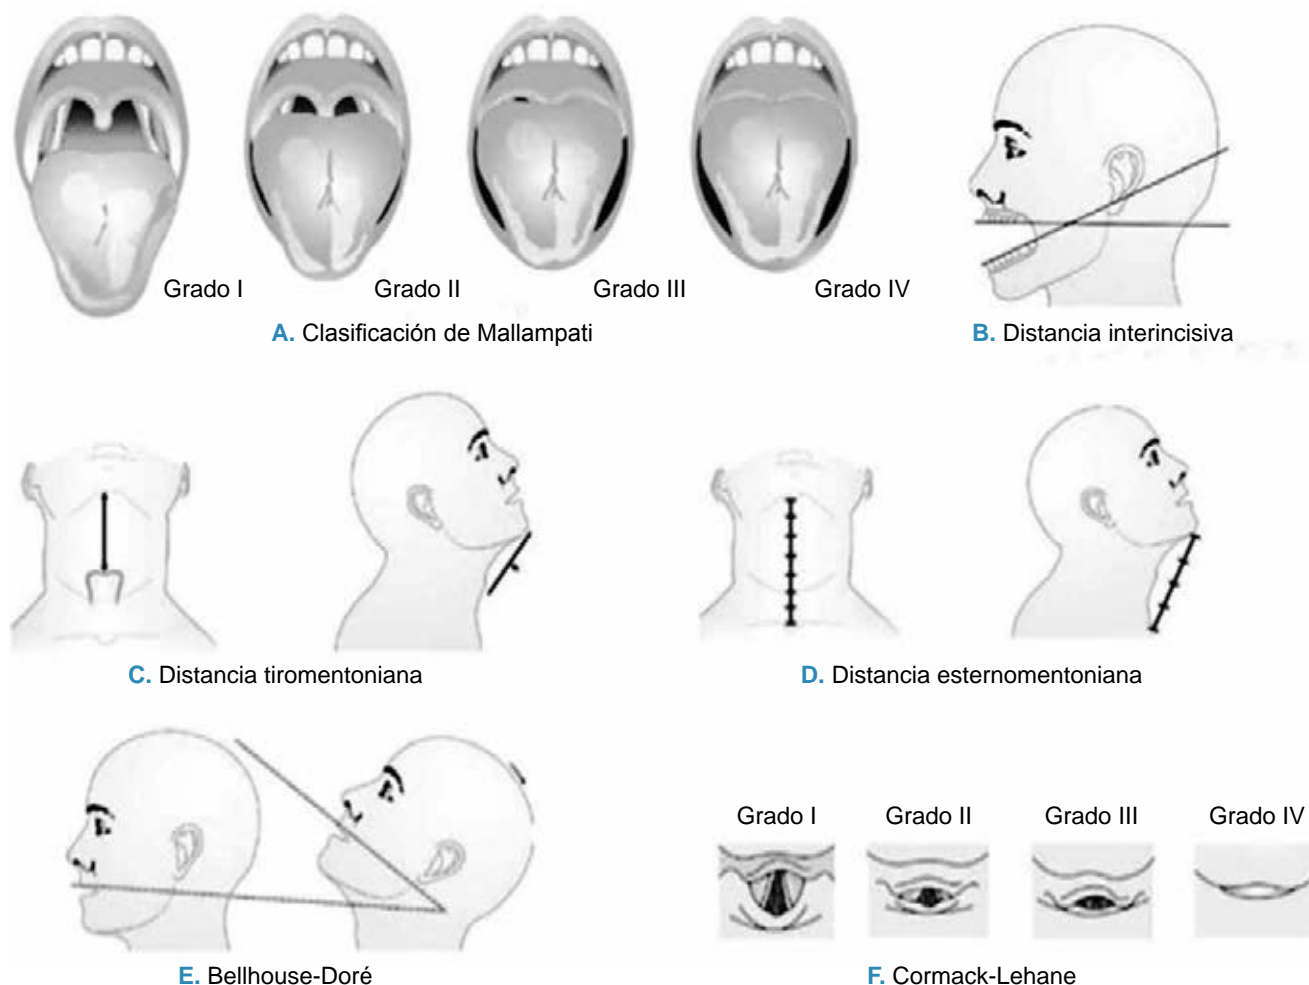 Grado I
Grado II
Grado III
Grado IV
A. Clasificación de Mallampati
B. Distancia interincisiva
C. Distancia tiromentoniana
D. Distancia esternomentoniana
E. Bellhouse-Doré
Grado I
Grado II
Grado III
Grado IV
F. Cormack-Lehane